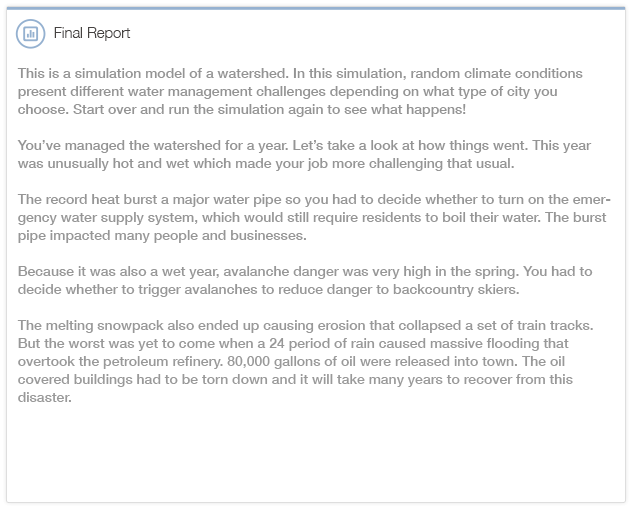 Final Report
This is a simulation model of a watershed. In this simulation, random climate conditions
present different water management challenges depending on what type of city you
choose. Start over and run the simulation again to see what happens!
You’ve managed the watershed for a year. Let’s take a look at how things went. This year
was unusually hot and wet which made your job more challenging that usual.
The record heat burst a major water pipe so you had to decide whether to turn on the emer-
gency water supply system, which would still require residents to boil their water. The burst
pipe impacted many people and businesses.
Because it was also a wet year, avalanche danger was very high in the spring. You had to
decide whether to trigger avalanches to reduce danger to backcountry skiers.
The melting snowpack also ended up causing erosion that collapsed a set of train tracks.
But the worst was yet to come when a 24 period of rain caused massive flooding that
overtook the petroleum refinery. 80,000 gallons of oil were released into town. The oil
covered buildings had to be torn down and it will take many years to recover from this
disaster.